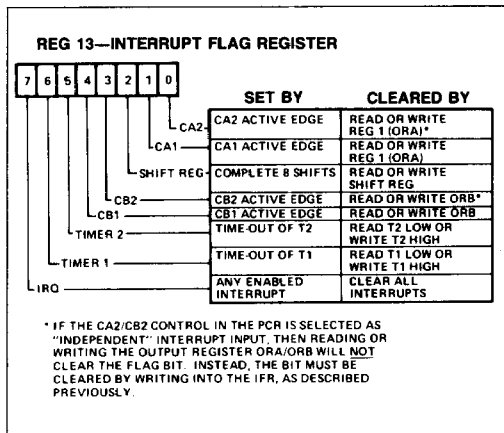 REG 13—INTERRUPT FLAG REGISTER
7 6 5 4 3 2 1 0
SET BY CLEARED BY
CA2 CA2 ACTIVE EDGE READ OR WRITE
REG 1 (ORA)*
CA1 CA1 ACTIVE EDGE READ OR WRITE
REG 1 (ORA)
SHIFT REG COMPLETE 8 SHIFTS READ OR WRITE
SHIFT REG
CB2 CB2 ACTIVE EDGE READ OR WRITE ORB*
CB1 CB1 ACTIVE EDGE READ OR WRITE ORB
TIMER 2 TIME-OUT OF T2 READ T2 LOW OR
WRITE T2 HIGH
TIMER 1 TIME-OUT OF T1 READ T1 LOW OR
WRITE T1 HIGH
IRQ ANY ENABLED CLEAR ALL
INTERRUPT INTERRUPTS
* IF THE CA2/CB2 CONTROL IN THE PCR IS SELECTED AS
"INDEPENDENT" INTERRUPT INPUT, THEN READING OR
WRITING THE OUTPUT REGISTER ORA/ORB WILL NOT
CLEAR THE FLAG BIT. INSTEAD, THE BIT MUST BE
CLEARED BY WRITING INTO THE IFR, AS DESCRIBED
PREVIOUSLY.